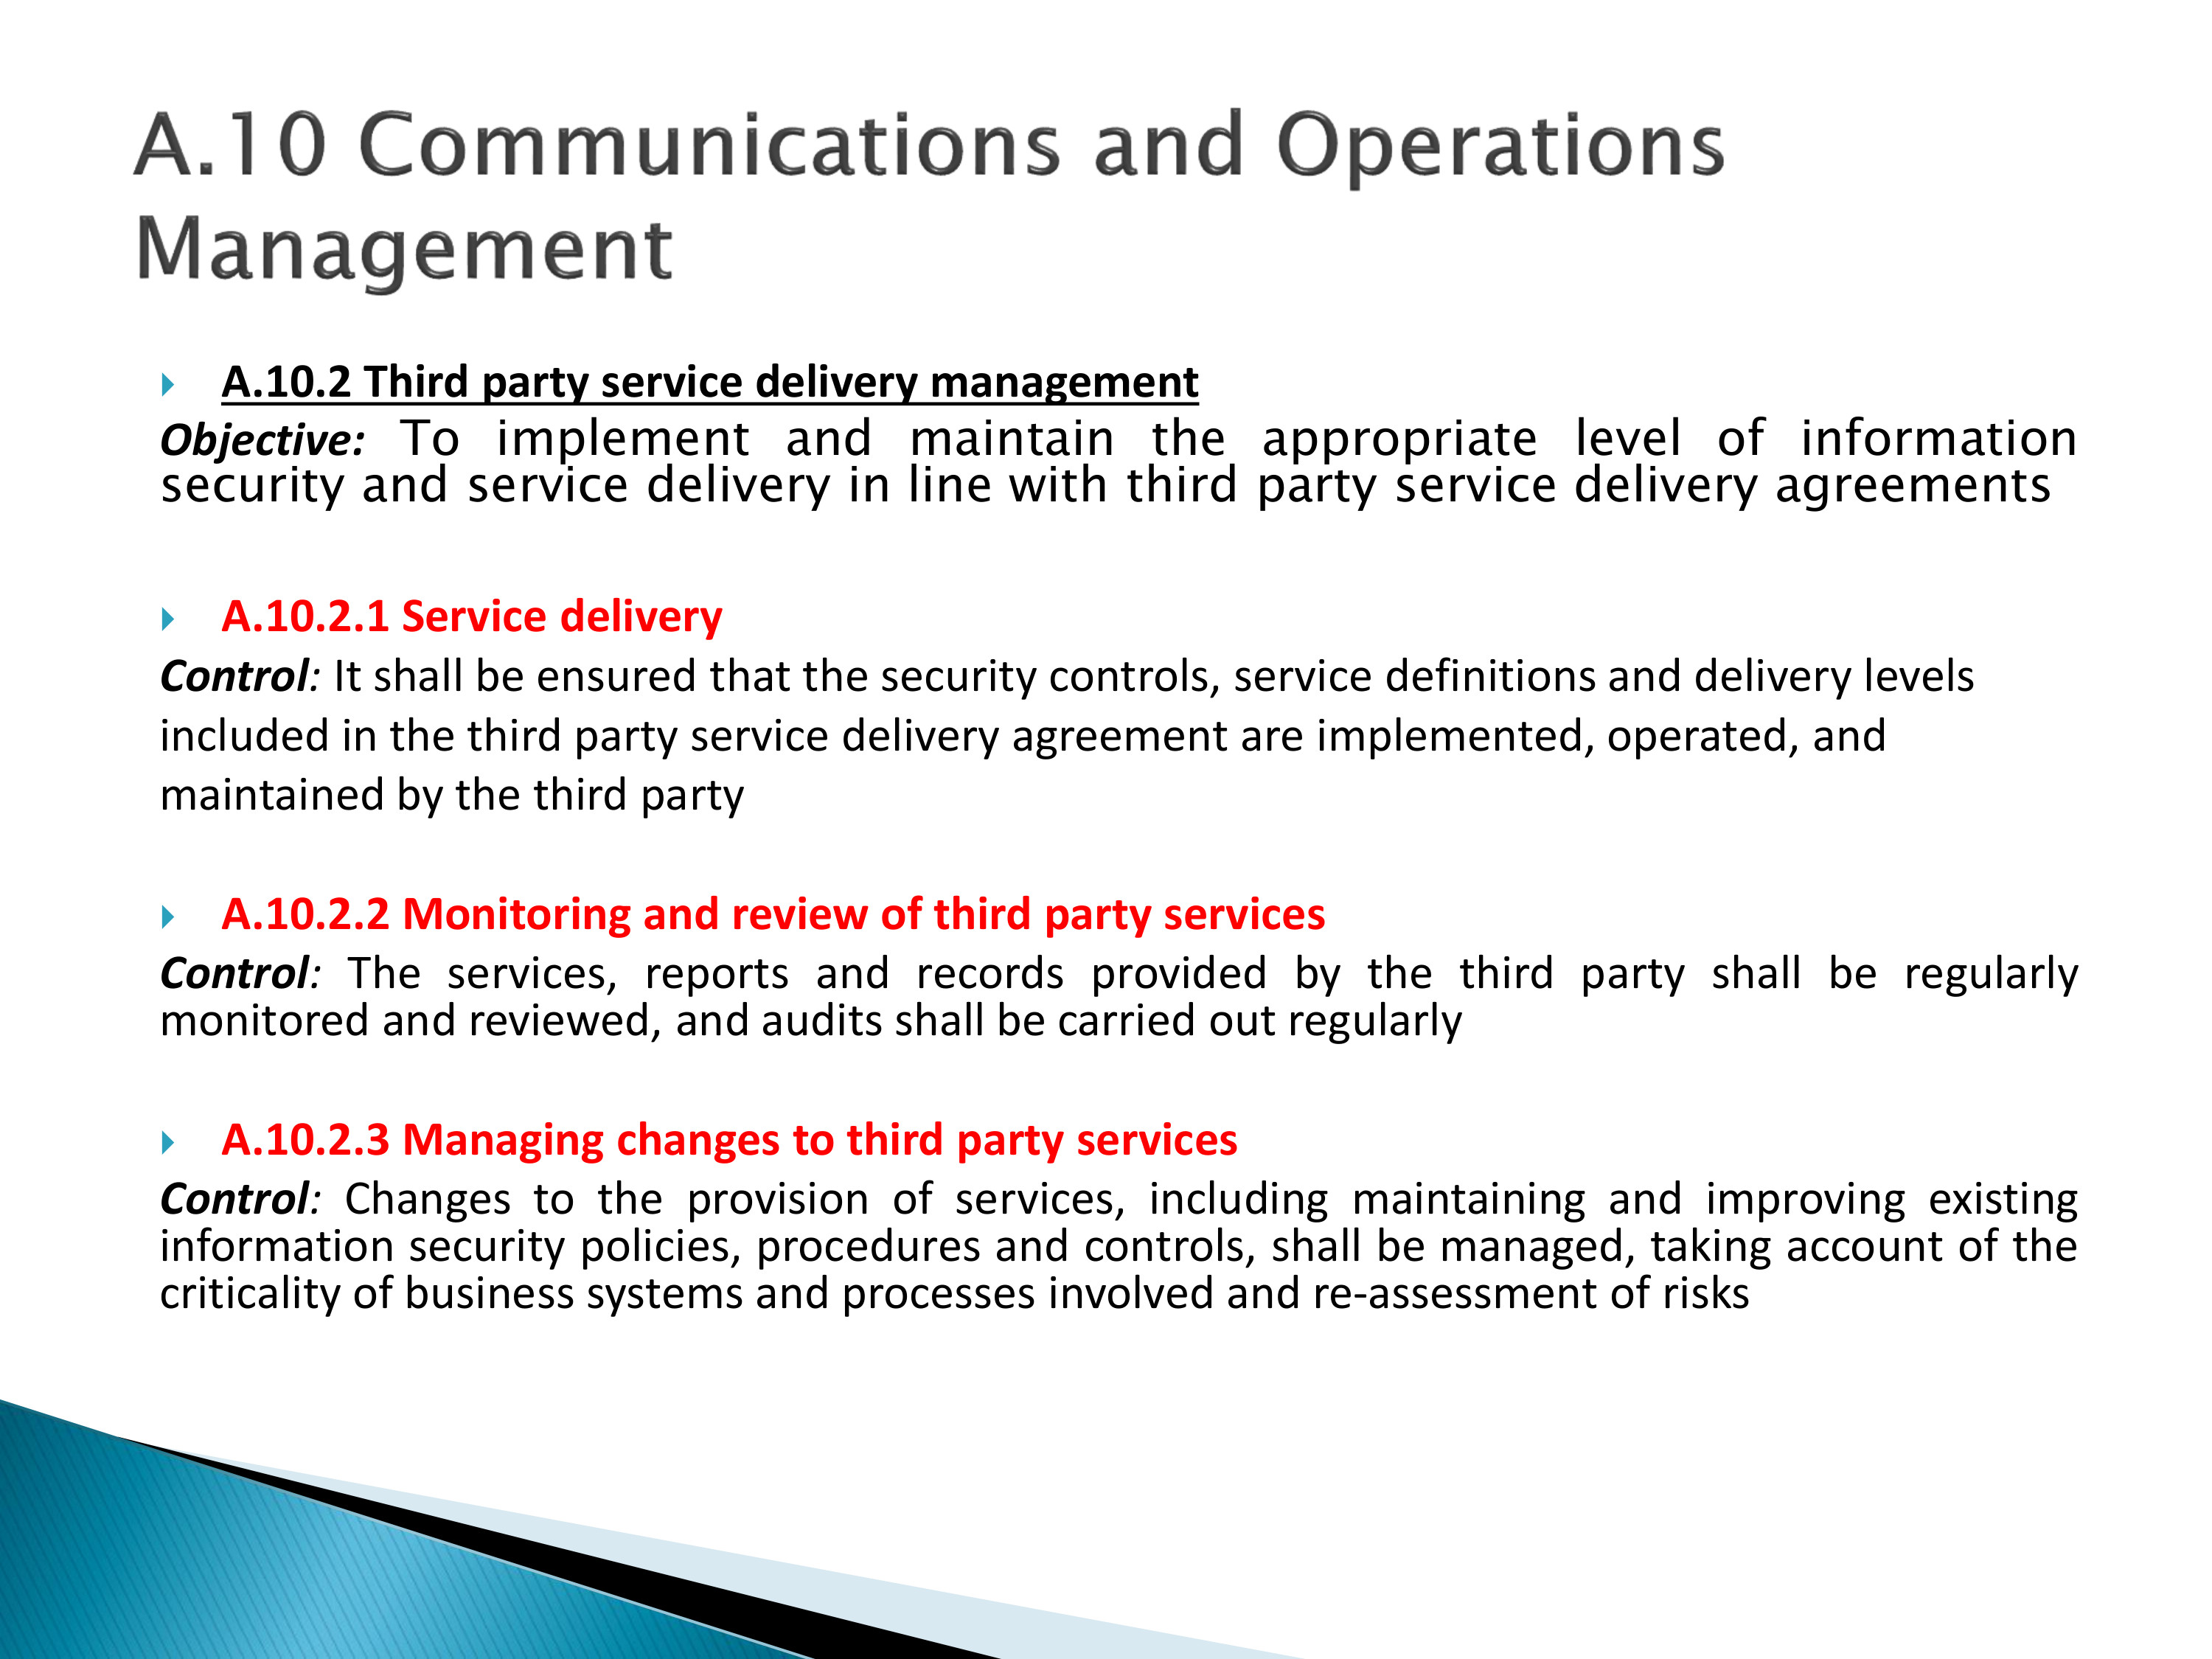 A.10 Communications and Operations
Management
A.10.2 Third party service delivery management
Objective: To implement and maintain the appropriate level of information
security and service delivery in line with third party service delivery agreements
A.10.2.1 Service delivery
Control: It shall be ensured that the security controls, service definitions and delivery levels
included in the third party service delivery agreement are implemented, operated, and
maintained by the third party
A.10.2.2 Monitoring and review of third party services
Control: The services, reports and records provided by the third party shall be regularly
monitored and reviewed, and audits shall be carried out regularly
A.10.2.3 Managing changes to third party services
Control: Changes to the provision of services, including maintaining and improving existing
information security policies, procedures and controls, shall be managed, taking account of the
criticality of business systems and processes involved and re-assessment of risks